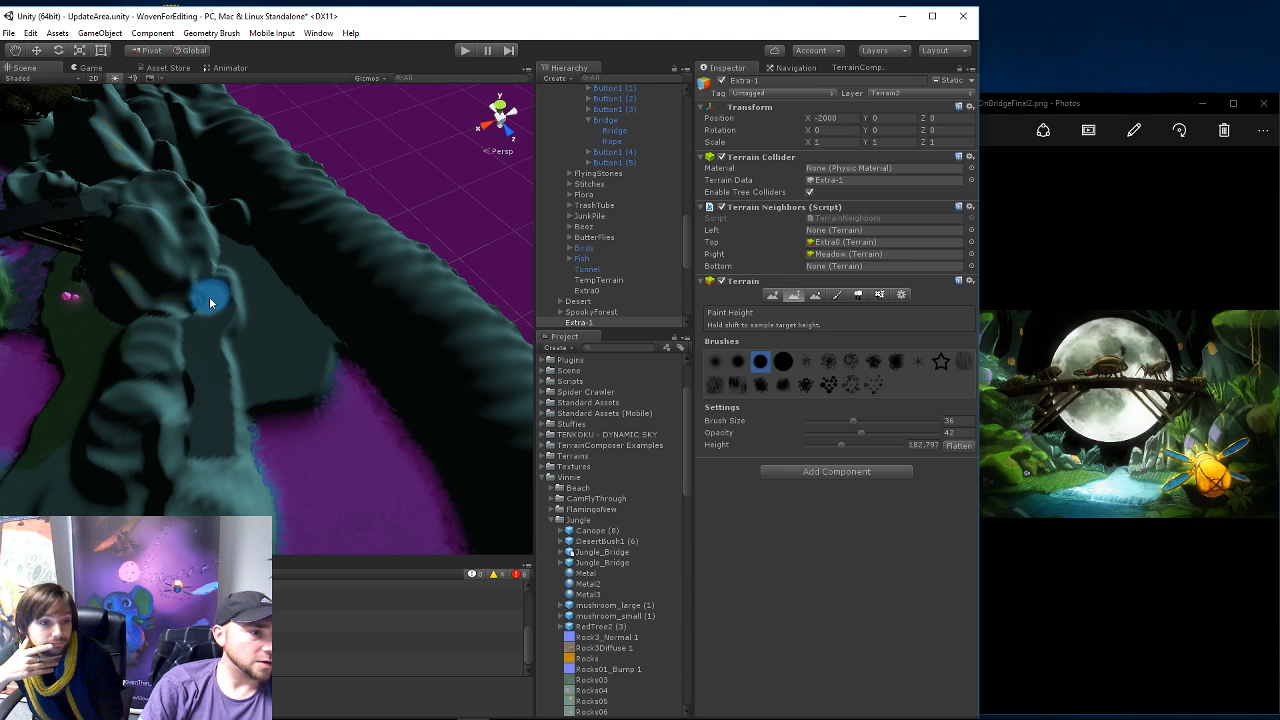 Unity (64bit) - UpdateArea.unity - WovenForEditing - PC, Mac & Linux Standalone* <DX11>
File Edit Assets GameObject Component Geometry Brush Mobile Input Window Help
Pivot Global Account Layers Layout
Scene Game Asset Store Animator
Shaded 2D Gizmos All
y
x
z
Persp
Hierarchy
Create All
Button1 (1)
Button1 (2)
Button1 (3)
Bridge
Bridge
Rope
Button1 (4)
Button1 (5)
FlyingStones
Stitches
Flora
TrashTube
JunkPile
Beez
Butterflies
Birds
Fish
Tunnel
TempTerrain
Extra0
Desert
SpookyForest
Extra-1
Project
Create
Plugins
Scene
Scripts
Spider Crawler
Standard Assets
Standard Assets (Mobile)
Stuffies
TENKOKU - DYNAMIC SKY
TerrainComposer Examples
Terrains
Textures
Vinnie
Beach
CamFlyThrough
FlamingoNew
Jungle
Canope (8)
DesertBush1 (6)
Jungle_Bridge
Jungle_Bridge
Metal
Metal2
Metal3
mushroom_large (1)
mushroom_small (1)
RedTree2 (3)
Rock3_Normal 1
Rock3Diffuse 1
Rocks
Rocks01_Bump 1
Rocks03
Rocks04
Rocks05
Rocks06
Inspector Navigation TerrainComp.
Extra-1 Static
Tag Untagged Layer Terrain2
Transform
Position X -2000 Y 0 Z 0
Rotation X 0 Y 0 Z 0
Scale X 1 Y 1 Z 1
Terrain Collider
Material None (Physic Material)
Terrain Data Extra-1
Enable Tree Colliders
Terrain Neighbors (Script)
Script TerrainNeighbors
Left None (Terrain)
Top Extra0 (Terrain)
Right Meadow (Terrain)
Bottom None (Terrain)
Terrain
Paint Height
Hold shift to sample target height.
Brushes
Settings
Brush Size 36
Opacity 42
Height 182.797 Flatten
Add Component
0 4 6
OnBridgeFinal2.png - Photos